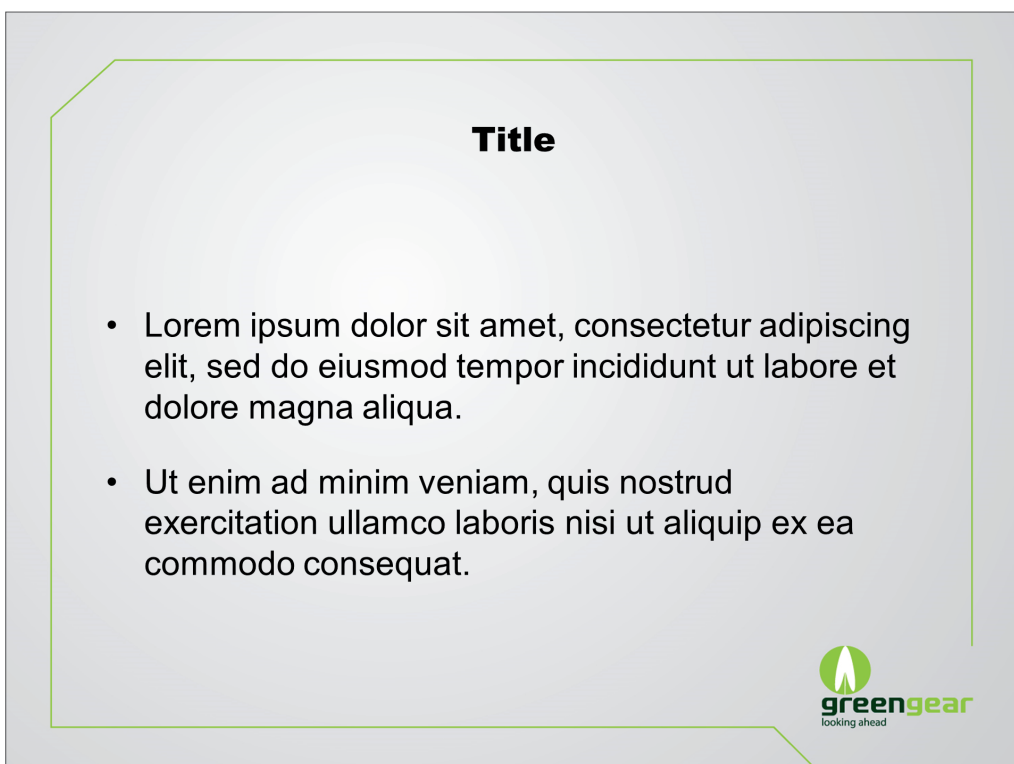 Title
• Lorem ipsum dolor sit amet, consectetur adipiscing
elit, sed do eiusmod tempor incididunt ut labore et
dolore magna aliqua.
• Ut enim ad minim veniam, quis nostrud
exercitation ullamco laboris nisi ut aliquip ex ea
commodo consequat.
greengear
looking ahead